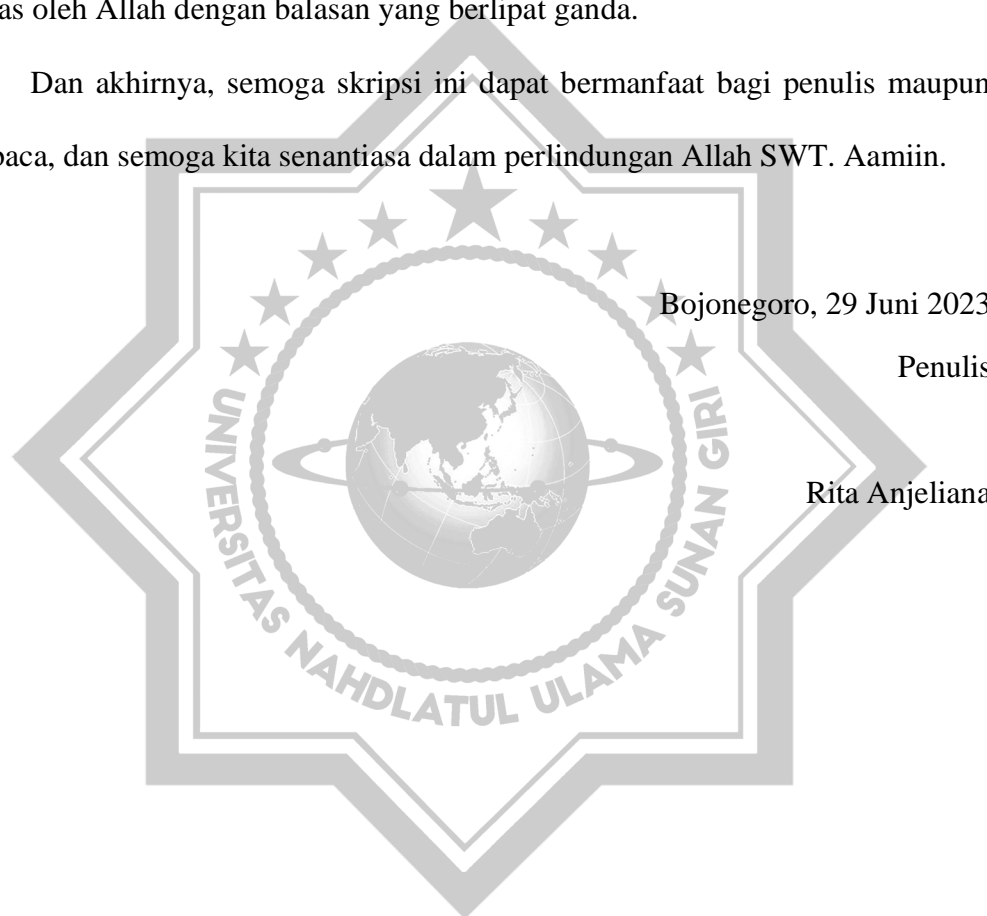 as oleh Allah dengan balasan yang berlipat ganda.
Dan akhirnya, semoga skripsi ini dapat bermanfaat bagi penulis maupun
baca, dan semoga kita senantiasa dalam perlindungan Allah SWT. Aamiin.
Bojonegoro, 29 Juni 2023
Penulis
Rita Anjeliana
UNIVERSITAS NAHDLATUL ULAMA SUNAN GIRI